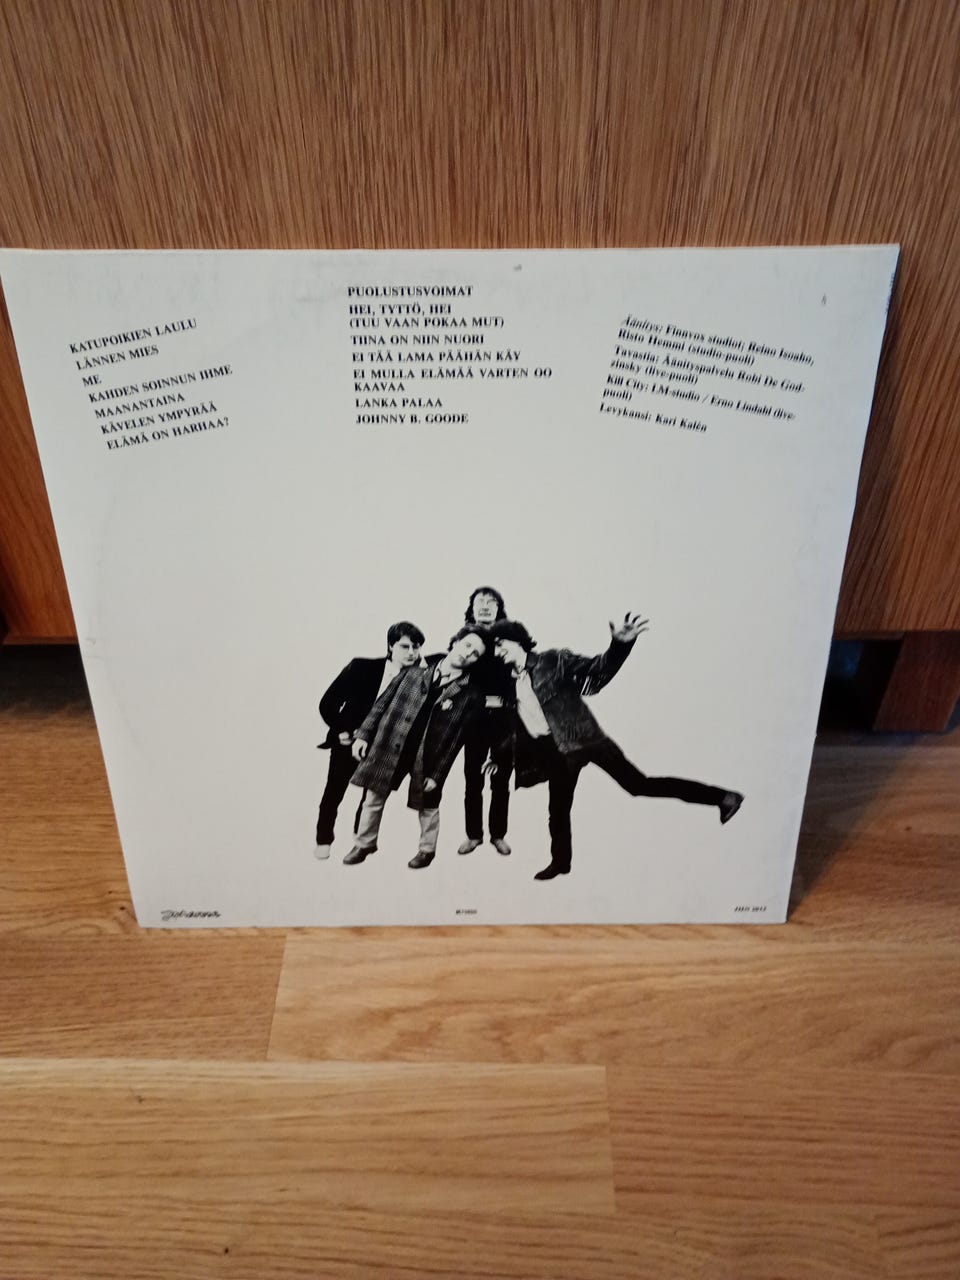 KATUPOIKIEN LAULU
LÄNNEN MIES
ME
KAHDEN SOINNUN IHME
MAANANTAINA
KÄVELEN YMPYRÄÄ
ELÄMÄ ON HARHAA?
PUOLUSTUSVOIMAT
HEI, TYTTÖ, HEI
(TUU VAAN POKAA MUT)
TIINA ON NIIN NUORI
EI TÄÄ LAMA PÄÄHÄN KÄY
EI MULLA ELÄMÄÄ VARTEN OO
KAAVAA
LANKA PALAA
JOHNNY B. GOODE
Äänitys: Finnvox studiot; Reino Isoaho,
Risto Hemmi (studio-puoli)
Tavastia: Äänityspalvelu Robi De God-
zinsky (live-puoli)
Kill City: LM-studio / Erno Lindahl (live-
puoli)
Levykansi: Kari Kalén
Johanna